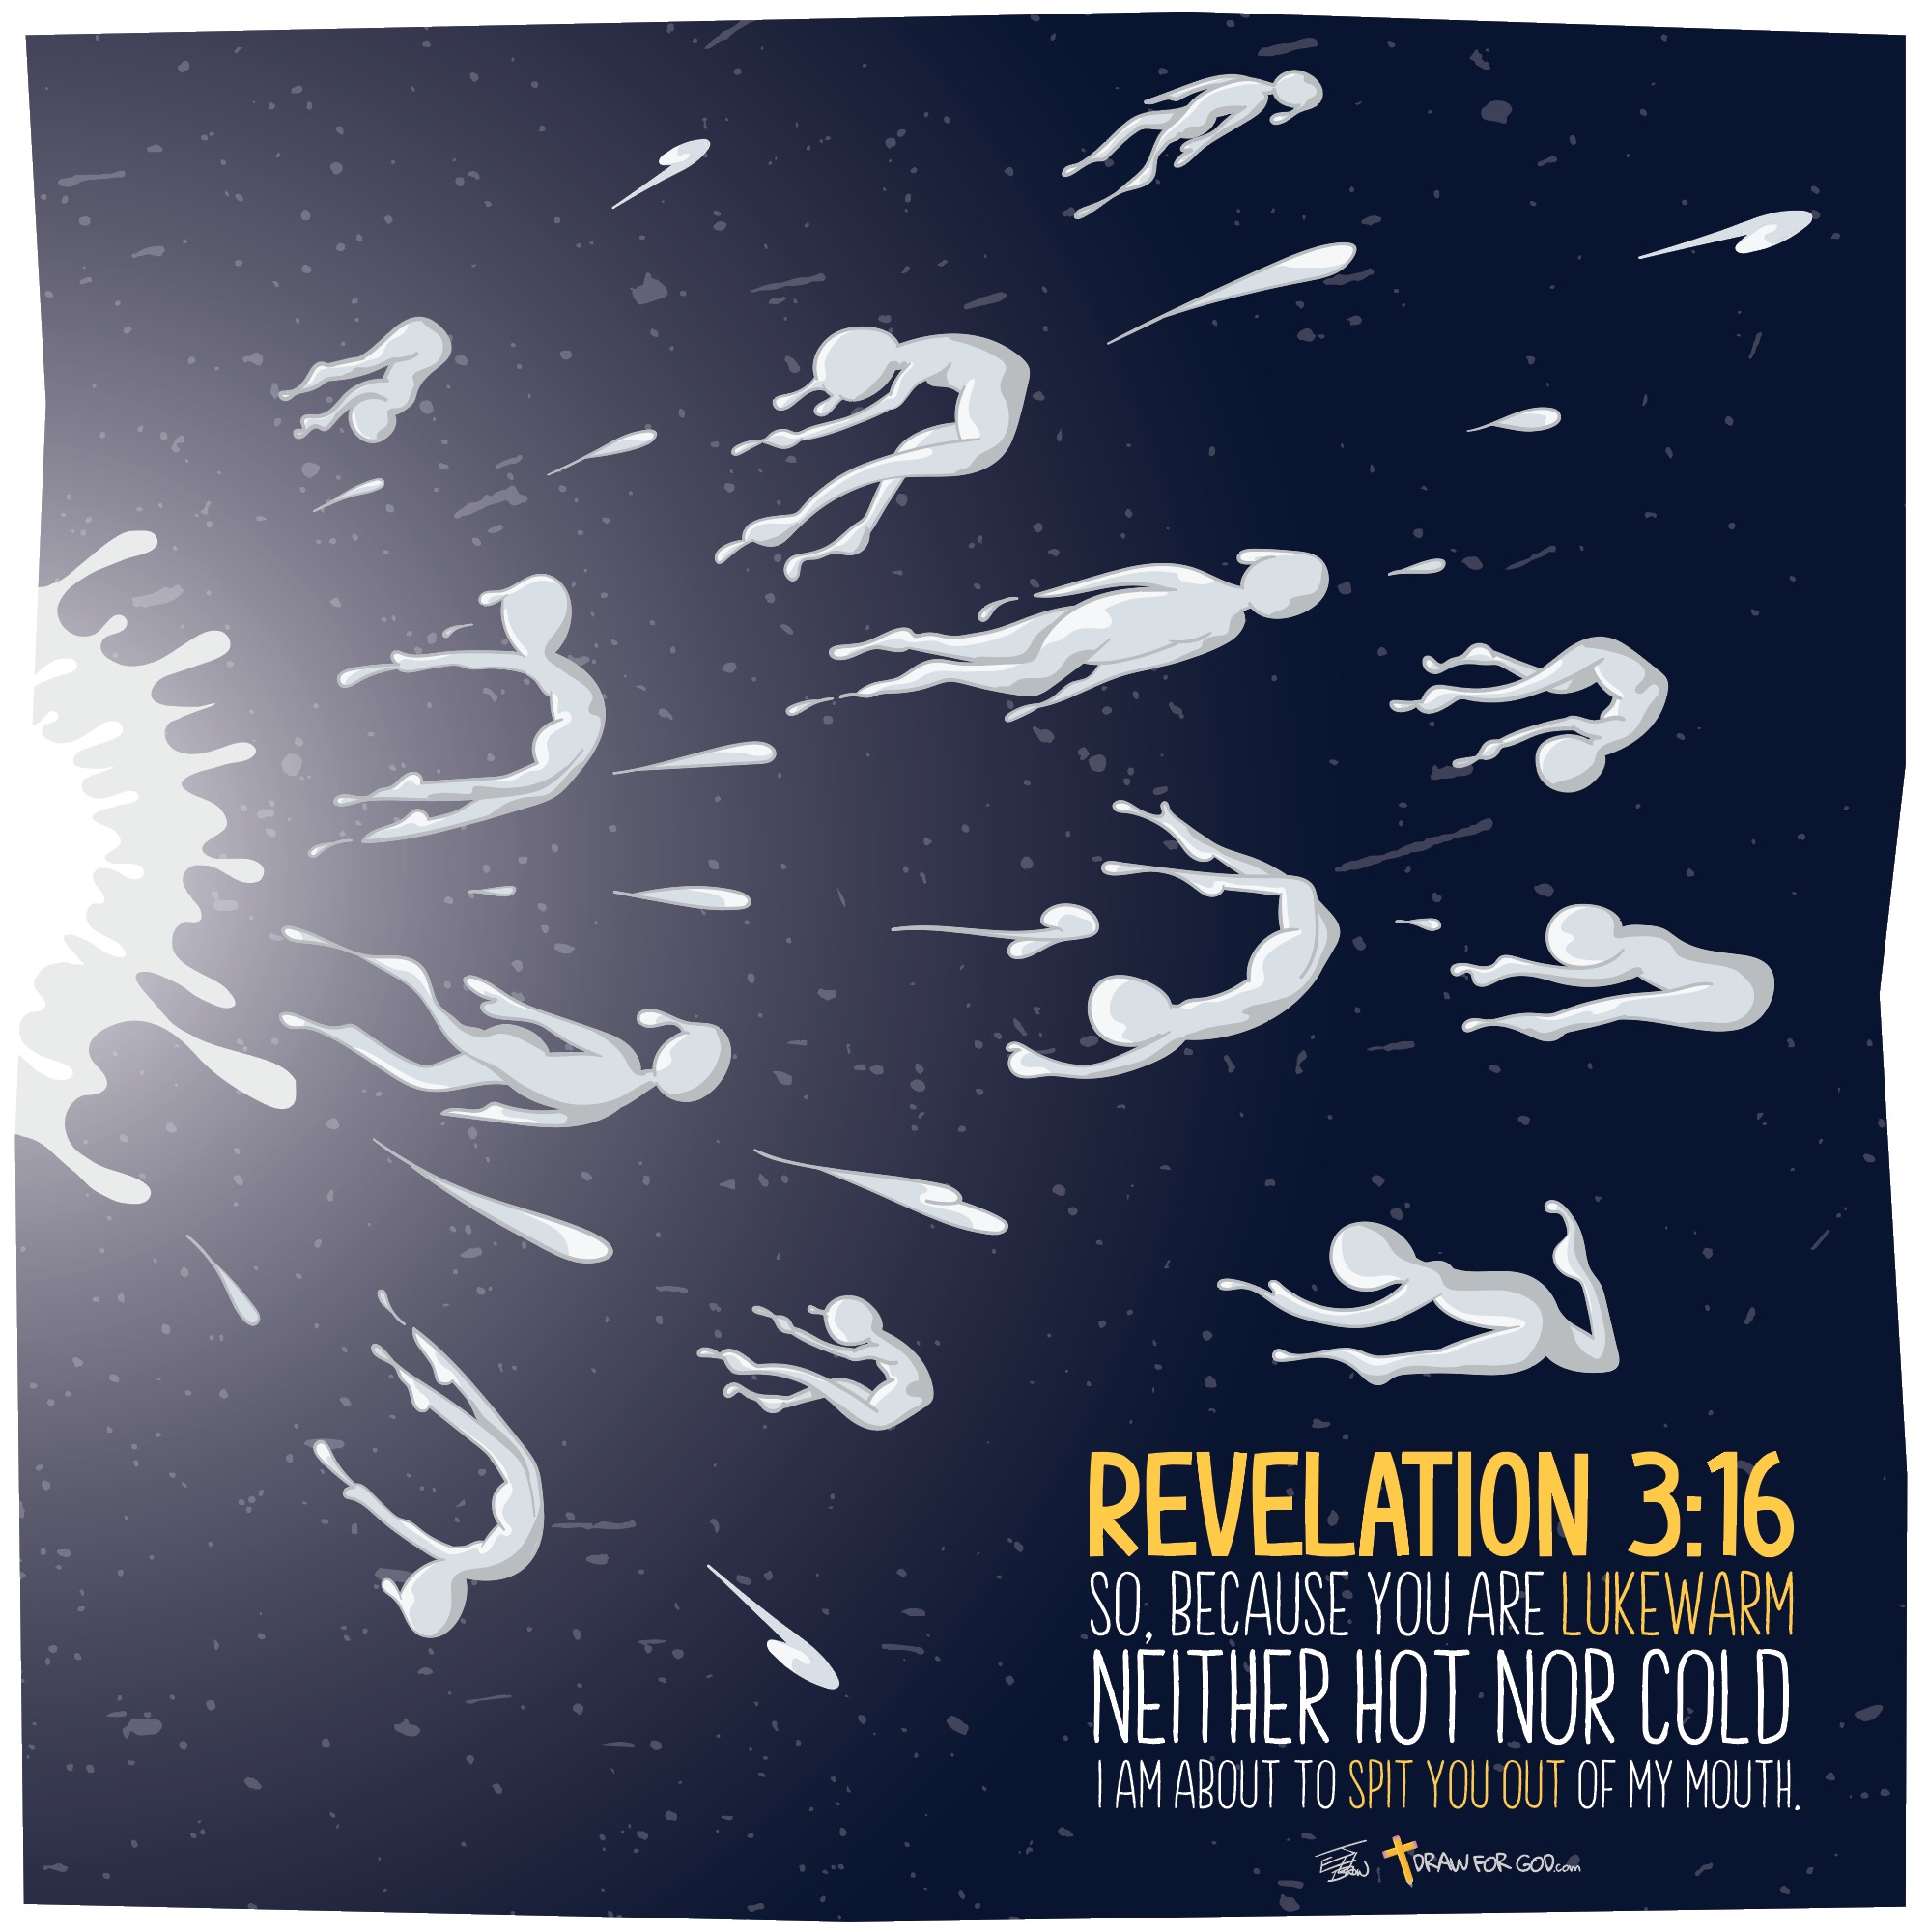 REVELATION 3:16
SO, BECAUSE YOU ARE LUKEWARM
NEITHER HOT NOR COLD
I AM ABOUT TO SPIT YOU OUT OF MY MOUTH.
DRAW FOR GOD.com